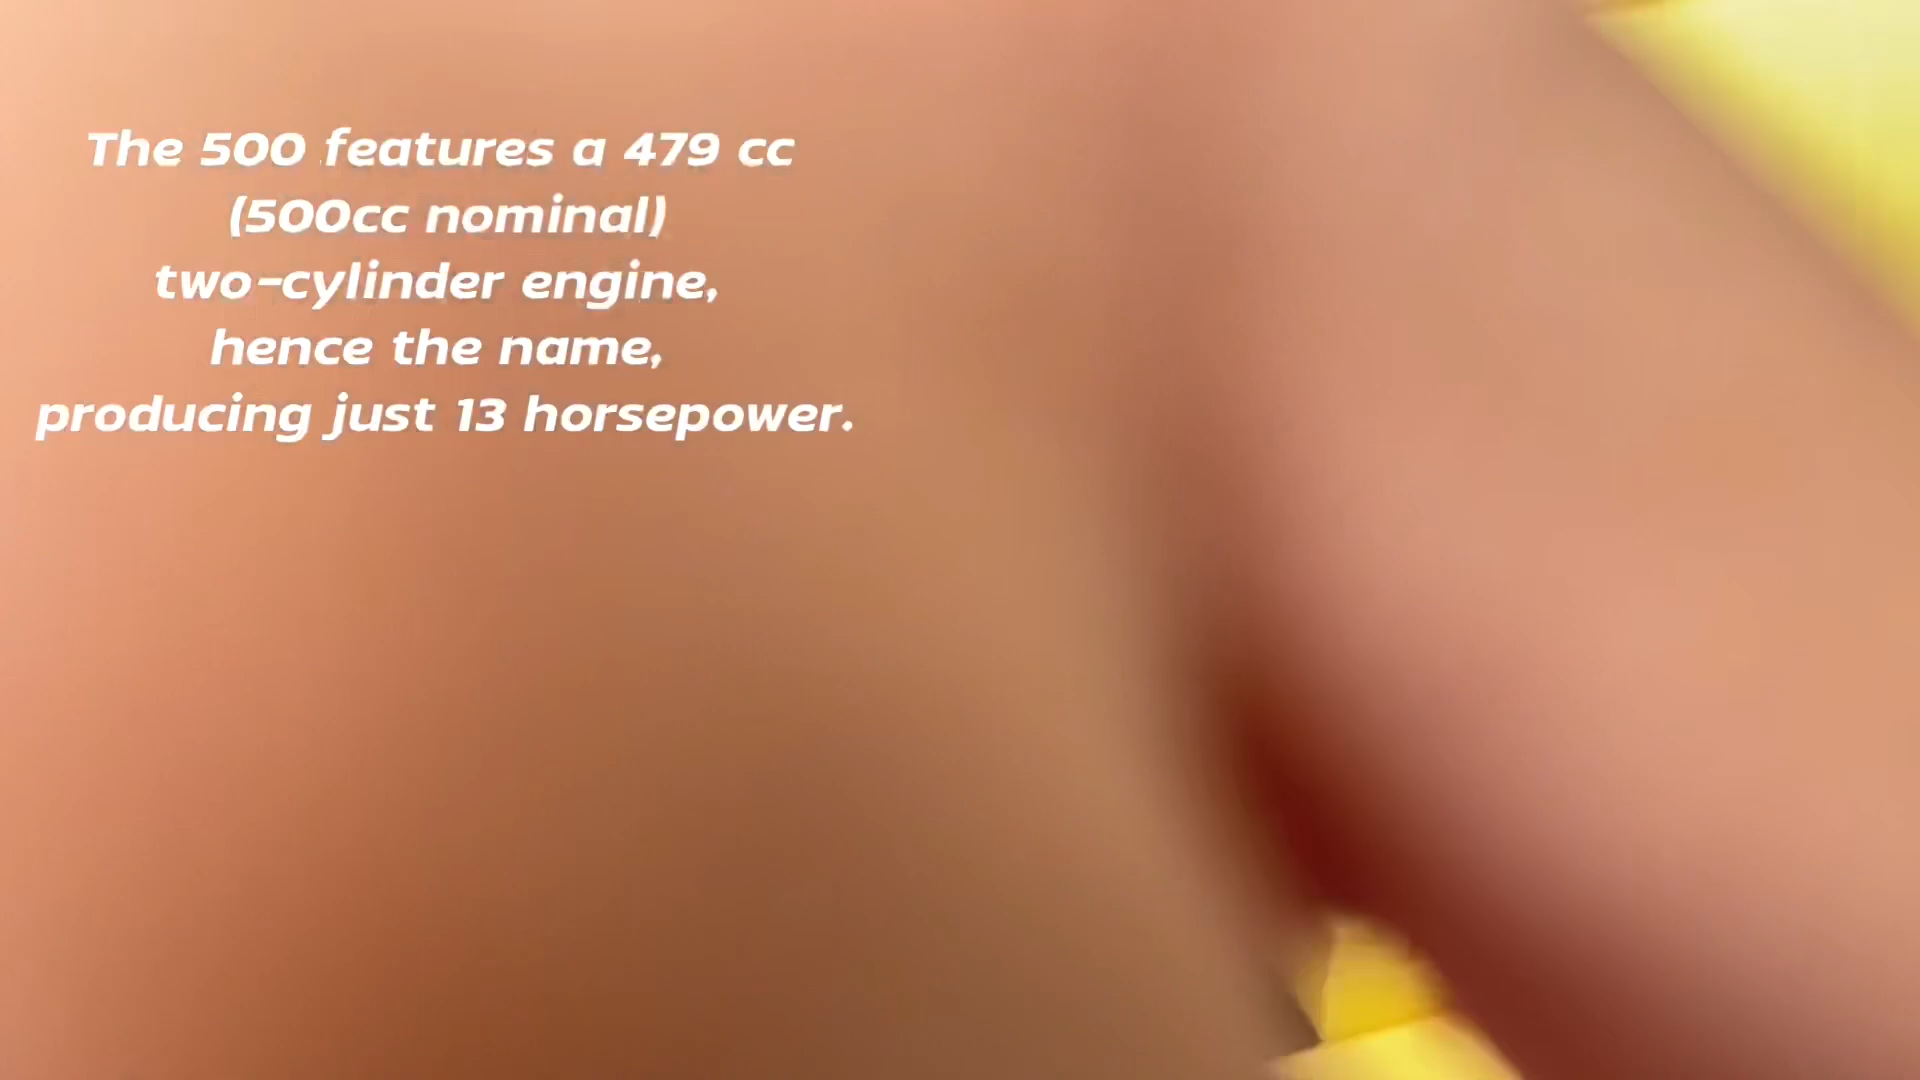 The 500 features a 479 cc
(500cc nominal)
two-cylinder engine,
hence the name,
producing just 13 horsepower.